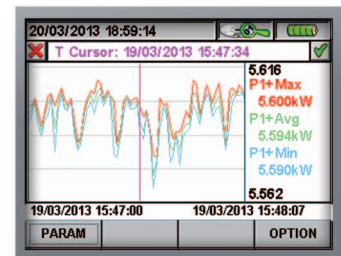 20/03/2013 18:59:14
T Cursor: 19/03/2013 15:47:34
5.616
P1+Max
5.600kW
P1+Avg
5.594kW
P1+Min
5.590kW
5.562
19/03/2013 15:47:00 19/03/2013 15:48:07
PARAM OPTION